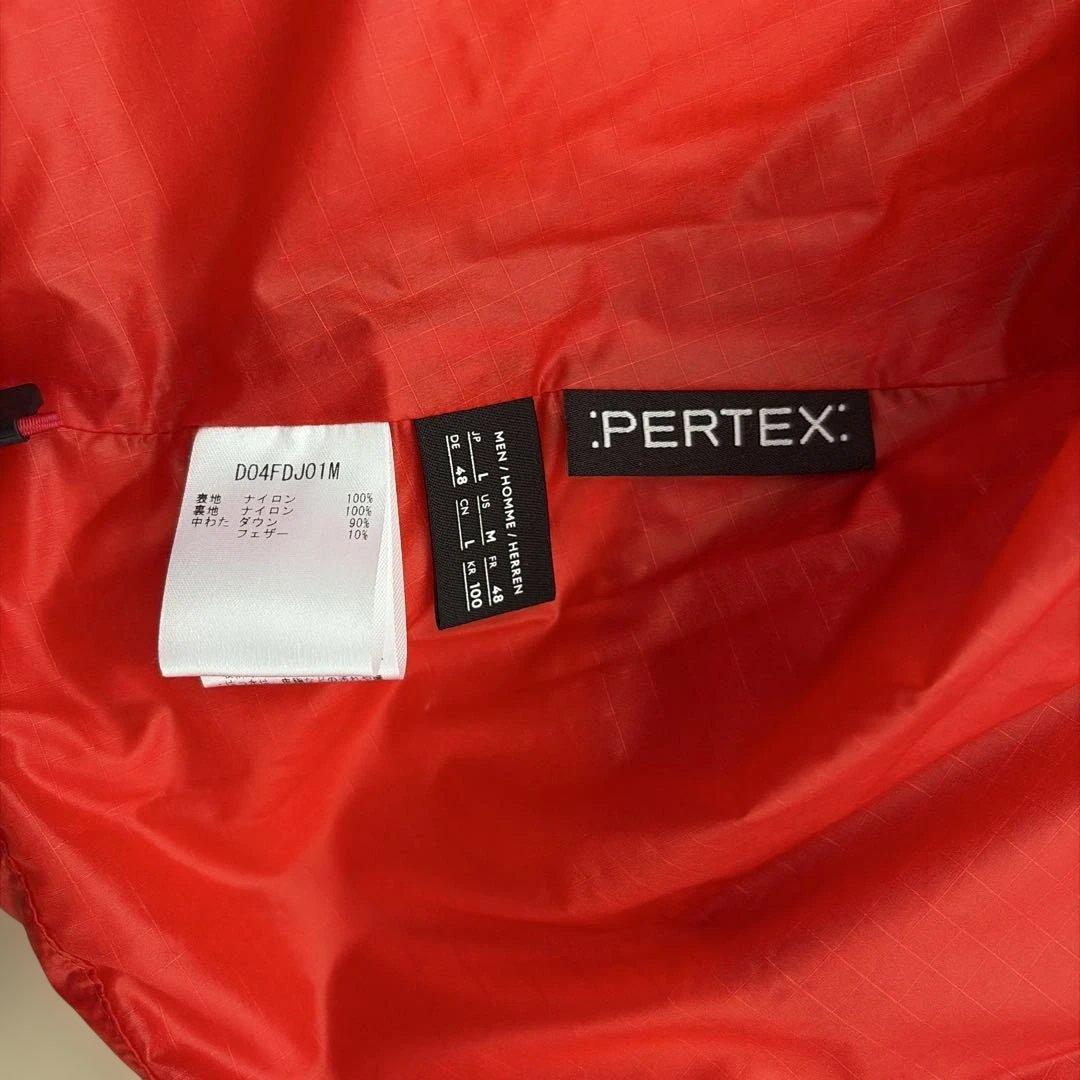 D04FDJ01M
表地 ナイロン 100%
裏地 ナイロン 100%
中わた ダウン 90%
フェザー 10%
MEN / HOMME / HERREN
JP L US M FR 48
DE 48 CN L KR 100
:PERTEX: